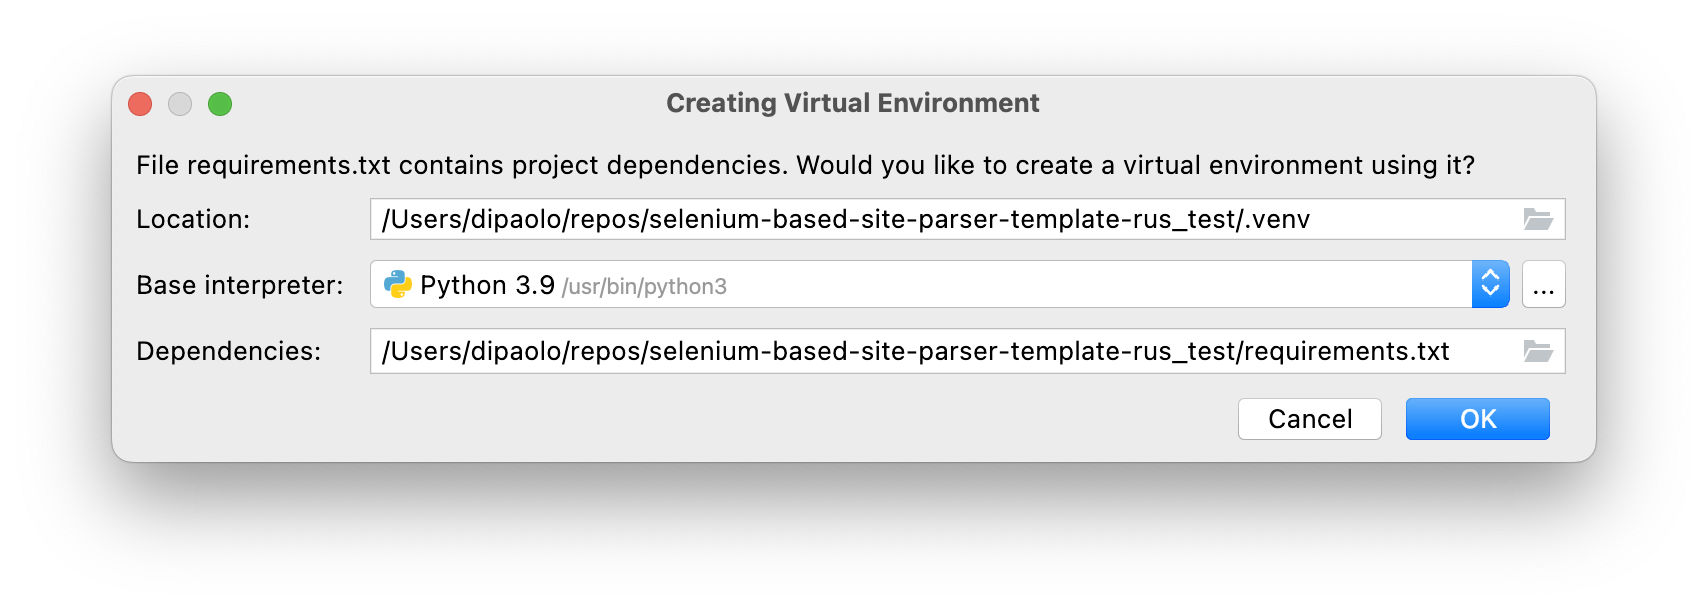 Creating Virtual Environment
File requirements.txt contains project dependencies. Would you like to create a virtual environment using it?
Location: /Users/dipaolo/repos/selenium-based-site-parser-template-rus_test/.venv
Base interpreter: Python 3.9 /usr/bin/python3 ...
Dependencies: /Users/dipaolo/repos/selenium-based-site-parser-template-rus_test/requirements.txt
Cancel OK